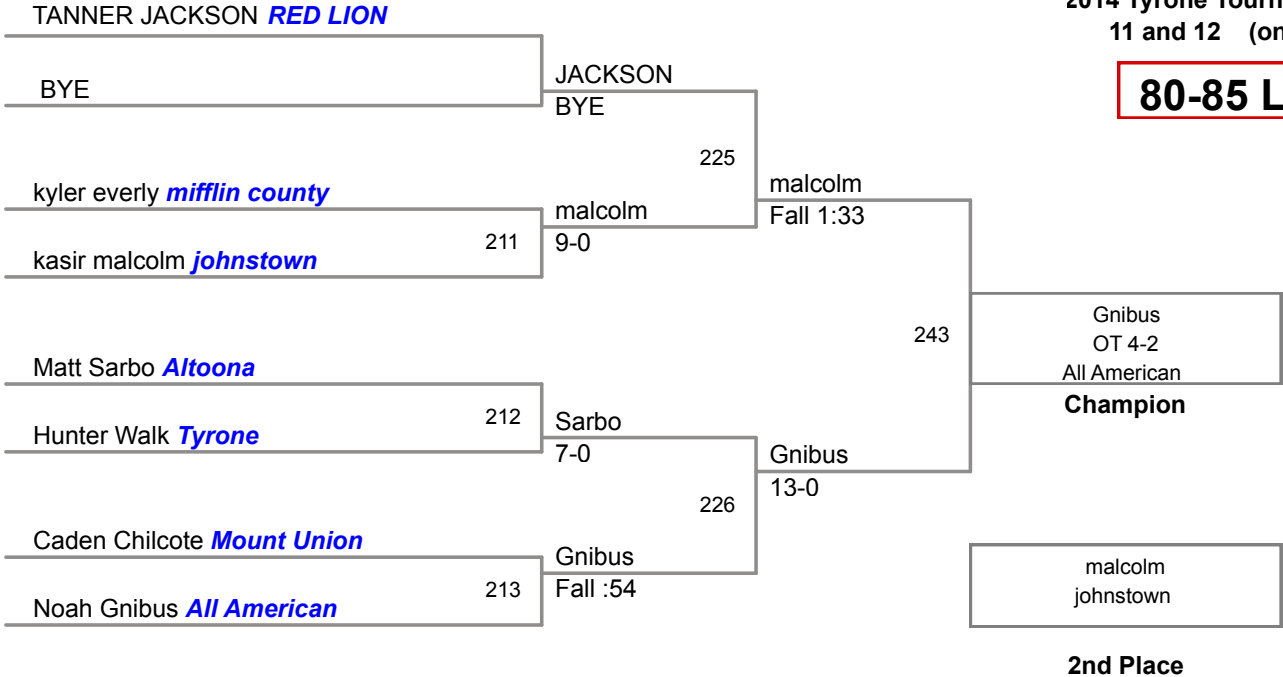 TANNER JACKSON RED LION
2014 Tyrone Tourn
11 and 12 (on
80-85 L
BYE
JACKSON
BYE
225
kyler everly mifflin county
malcolm
Fall 1:33
malcolm
9-0
211
kasir malcolm johnstown
243
Gnibus
OT 4-2
All American
Champion
Matt Sarbo Altoona
212
Sarbo
7-0
Hunter Walk Tyrone
Gnibus
13-0
226
Caden Chilcote Mount Union
Gnibus
Fall :54
213
Noah Gnibus All American
malcolm
johnstown
2nd Place